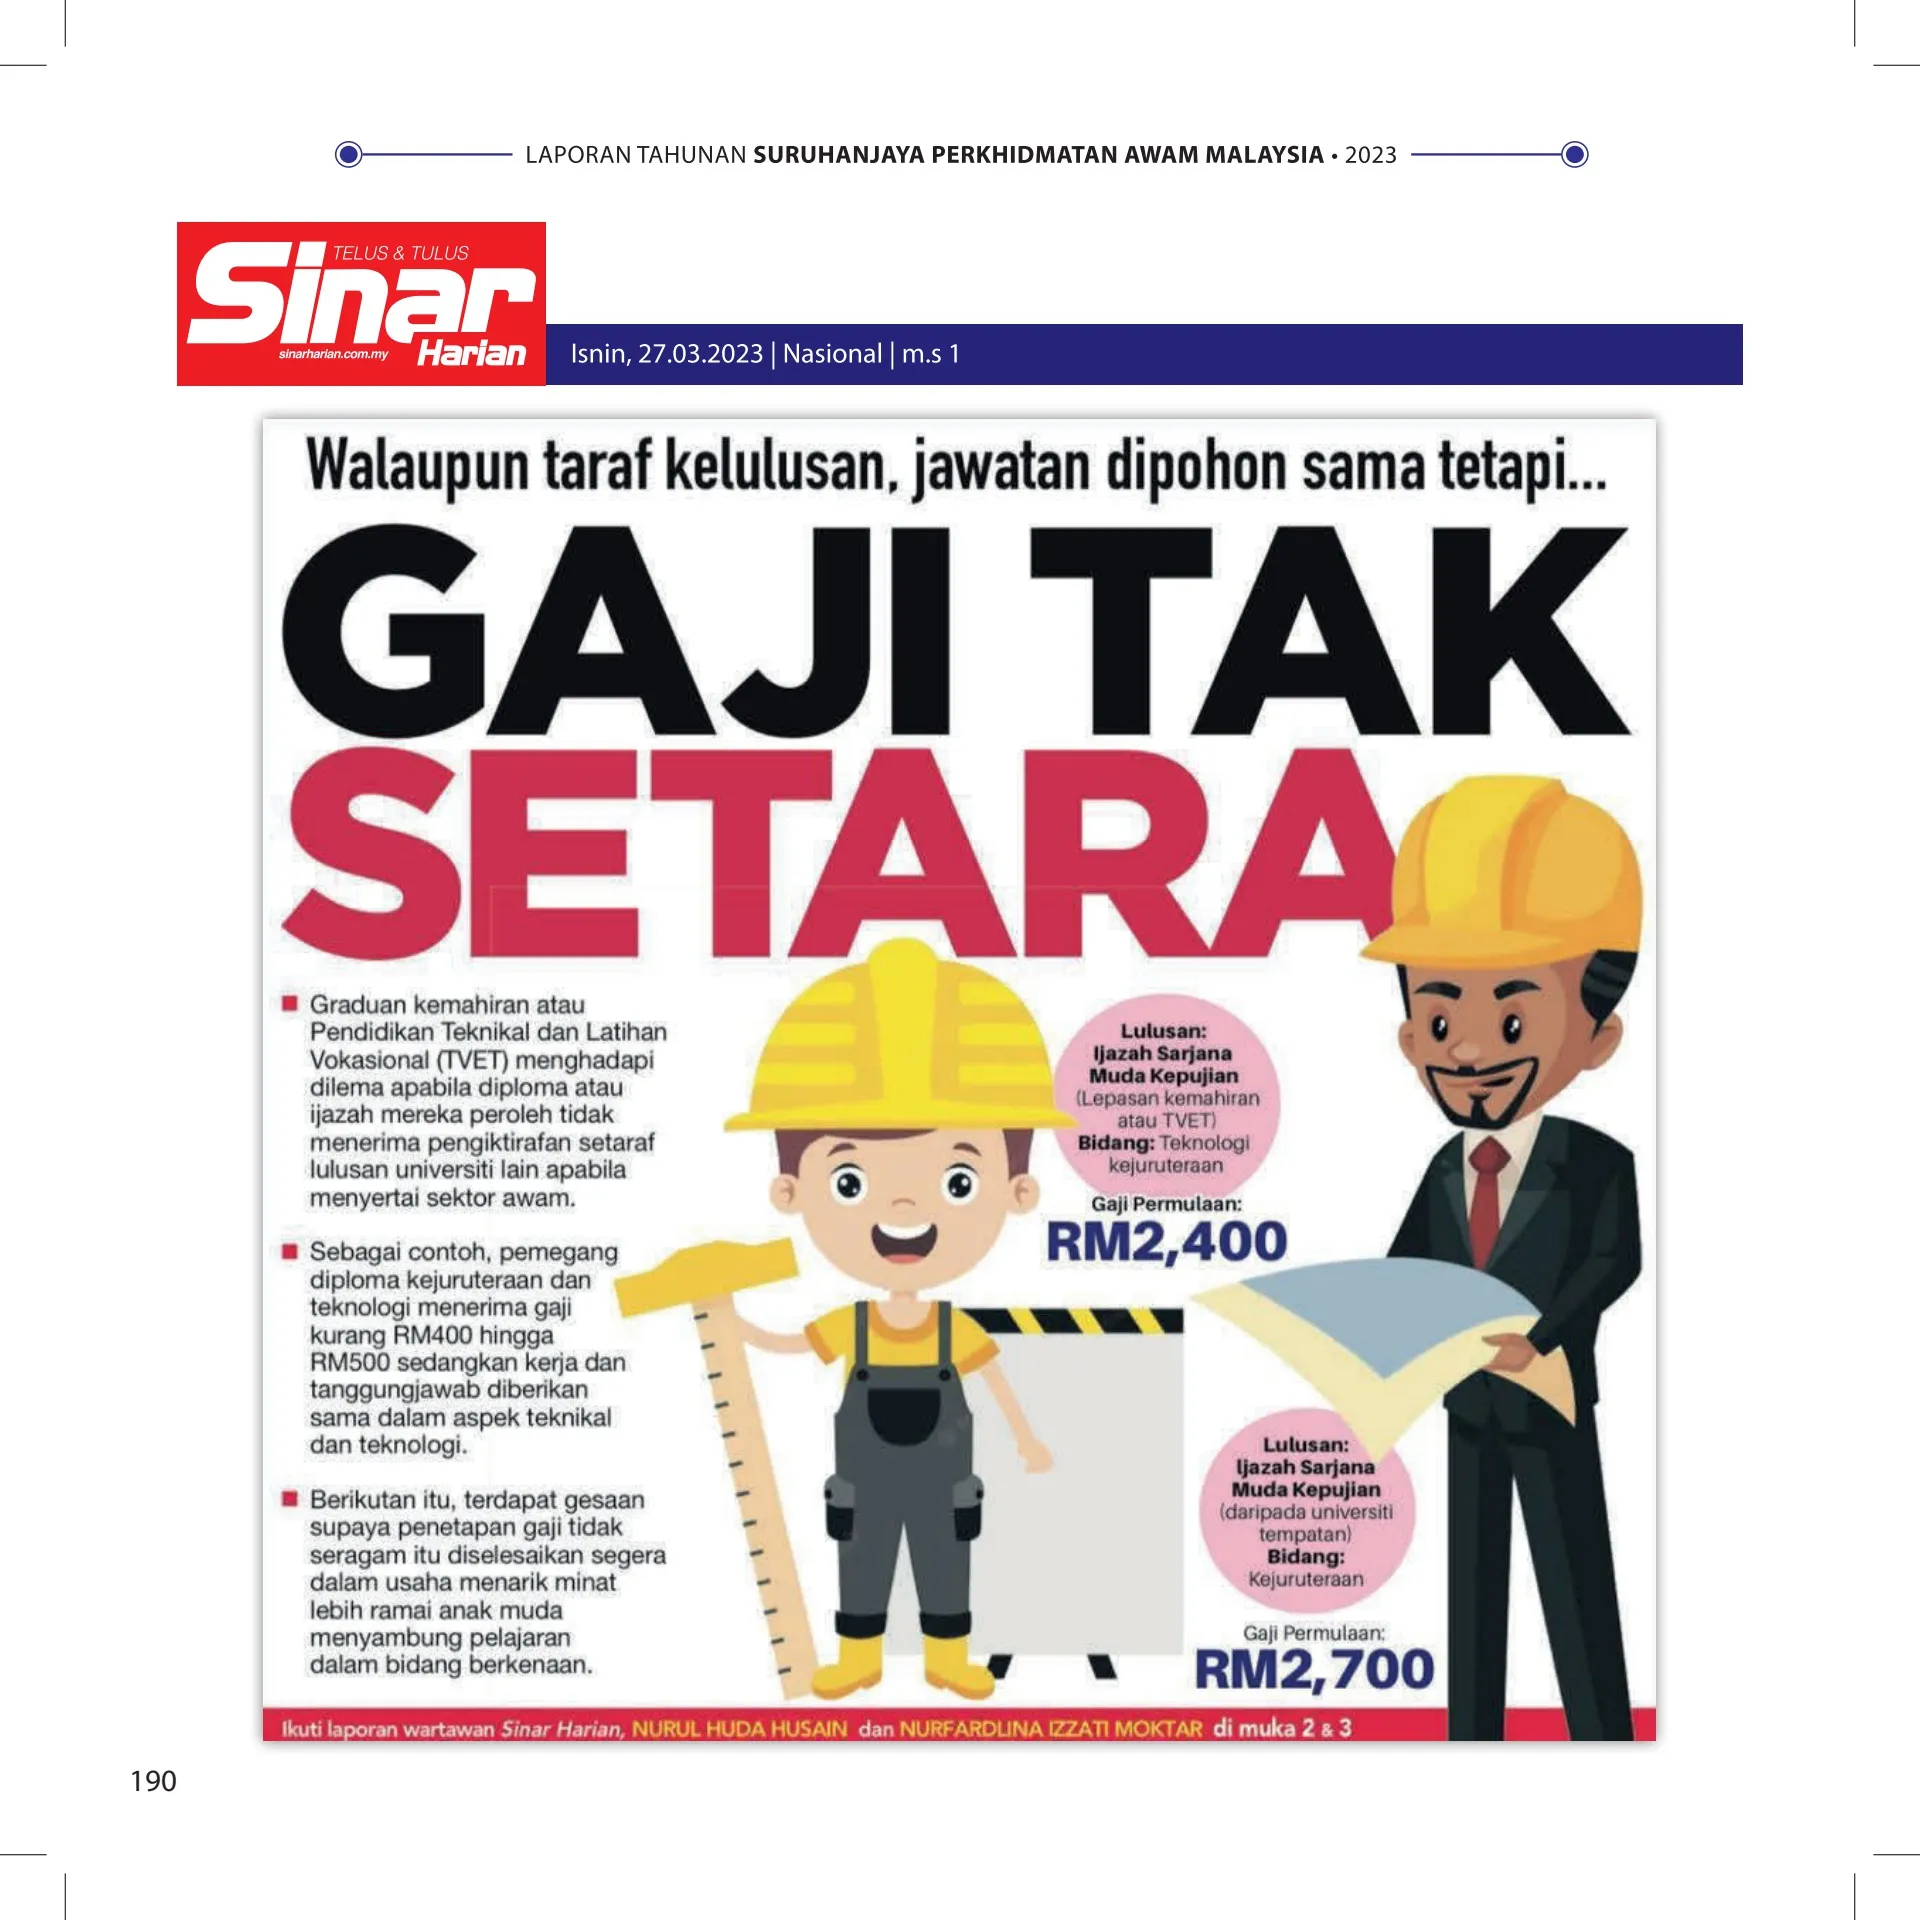 LAPORAN TAHUNAN SURUHANJAYA PERKHIDMATAN AWAM MALAYSIA • 2023
TELUS & TULUS
Sinar
sinarharian.com.my
Harian
Isnin, 27.03.2023 | Nasional | m.s 1
Walaupun taraf kelulusan, jawatan dipohon sama tetapi...
GAJI TAK
SETARA
Graduan kemahiran atau
Pendidikan Teknikal dan Latihan
Vokasional (TVET) menghadapi
dilema apabila diploma atau
ijazah mereka peroleh tidak
menerima pengiktirafan setaraf
lulusan universiti lain apabila
menyertai sektor awam.
Sebagai contoh, pemegang
diploma kejuruteraan dan
teknologi menerima gaji
kurang RM400 hingga
RM500 sedangkan kerja dan
tanggungjawab diberikan
sama dalam aspek teknikal
dan teknologi.
Berikutan itu, terdapat gesaan
supaya penetapan gaji tidak
seragam itu diselesaikan segera
dalam usaha menarik minat
lebih ramai anak muda
menyambung pelajaran
dalam bidang berkenaan.
Lulusan:
Ijazah Sarjana
Muda Kepujian
(Lepasan kemahiran
atau TVET)
Bidang: Teknologi
kejuruteraan
Gaji Permulaan:
RM2,400
Lulusan:
Ijazah Sarjana
Muda Kepujian
(daripada universiti
tempatan)
Bidang:
Kejuruteraan
Gaji Permulaan:
RM2,700
Ikuti laporan wartawan Sinar Harian, NURUL HUDA HUSAIN dan NURFARDLINA IZZATI MOKTAR di muka 2 & 3
190